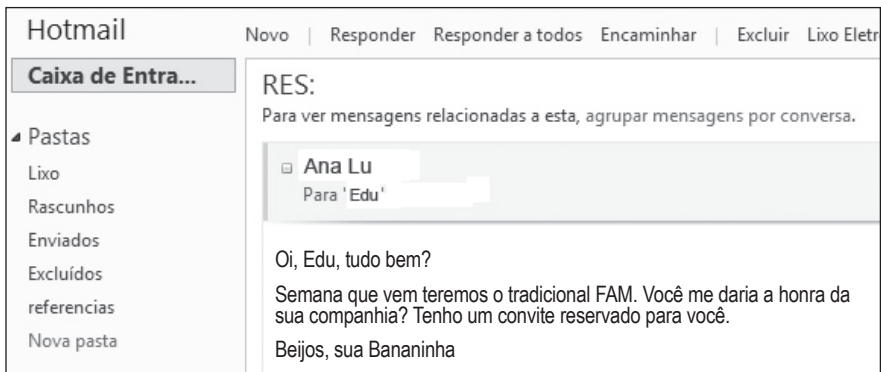 Hotmail
Novo | Responder Responder a todos Encaminhar | Excluir Lixo Eletr
Caixa de Entra...
RES:
Para ver mensagens relacionadas a esta, agrupar mensagens por conversa.
Pastas
Lixo
Rascunhos
Enviados
Excluídos
referencias
Nova pasta
Ana Lu
Para 'Edu'
Oi, Edu, tudo bem?
Semana que vem teremos o tradicional FAM. Você me daria a honra da
sua companhia? Tenho um convite reservado para você.
Beijos, sua Bananinha